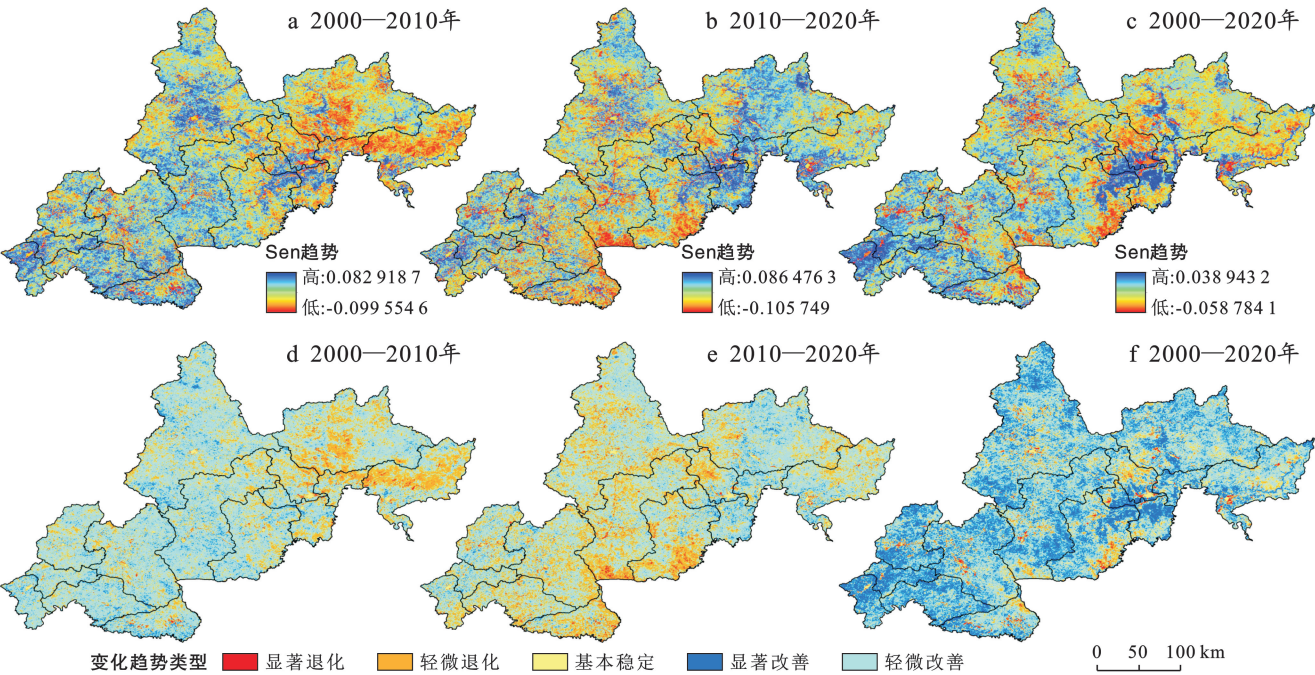 a 2000—2010年
b 2010—2020年
c 2000—2020年
Sen趋势
高:0.082 918 7
低:-0.099 554 6
Sen趋势
高:0.086 476 3
低:-0.105 749
Sen趋势
高:0.038 943 2
低:-0.058 784 1
d 2000—2010年
e 2010—2020年
f 2000—2020年
变化趋势类型 显著退化 轻微退化 基本稳定 显著改善 轻微改善
0 50 100 km